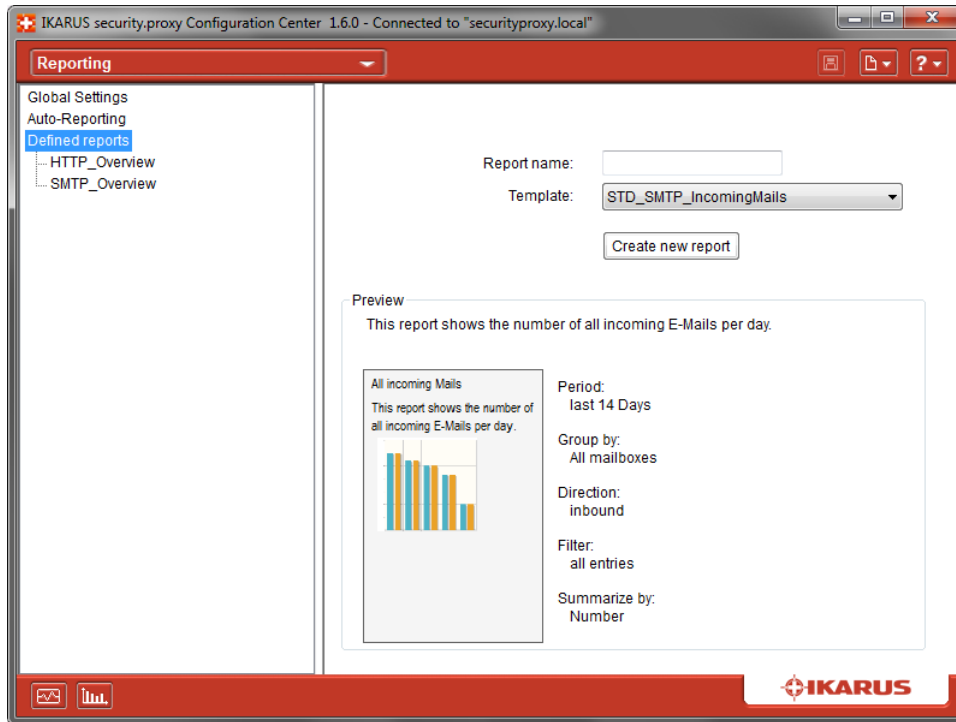 IKARUS security.proxy Configuration Center 1.6.0 - Connected to "securityproxy.local"
Reporting
?
Global Settings
Auto-Reporting
Defined reports
HTTP_Overview
SMTP_Overview
Report name:
Template:
STD_SMTP_IncomingMails
Create new report
Preview
This report shows the number of all incoming E-Mails per day.
All incoming Mails
This report shows the number of
all incoming E-Mails per day.
Period:
last 14 Days
Group by:
All mailboxes
Direction:
inbound
Filter:
all entries
Summarize by:
Number
IKARUS